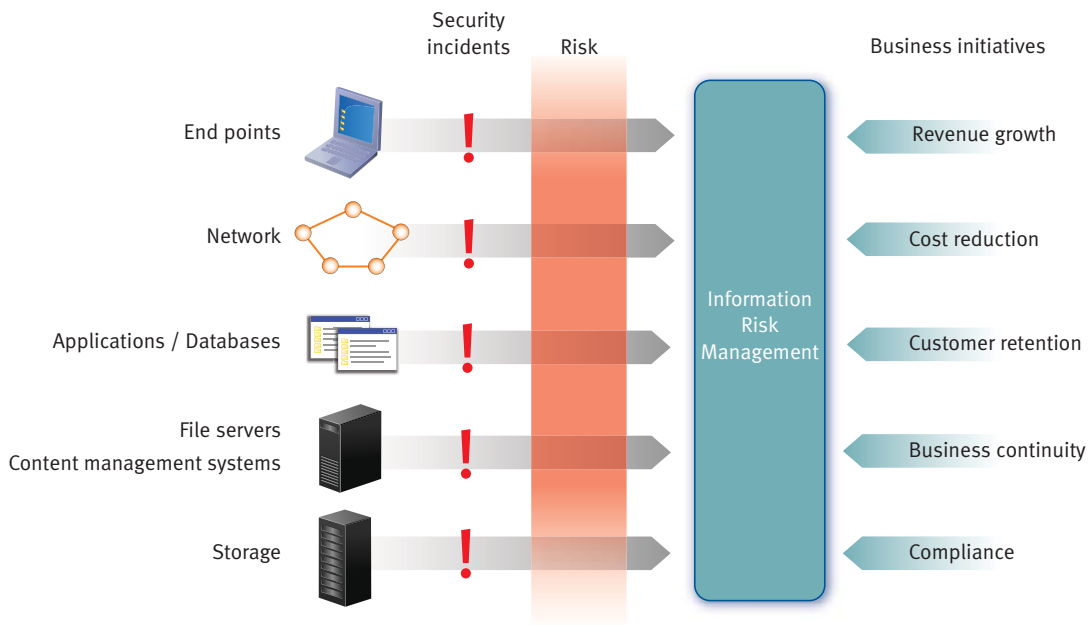 Security
incidents
Risk
Business initiatives
End points
Revenue growth
Network
Cost reduction
Information
Risk
Management
Applications / Databases
Customer retention
File servers
Content management systems
Business continuity
Storage
Compliance